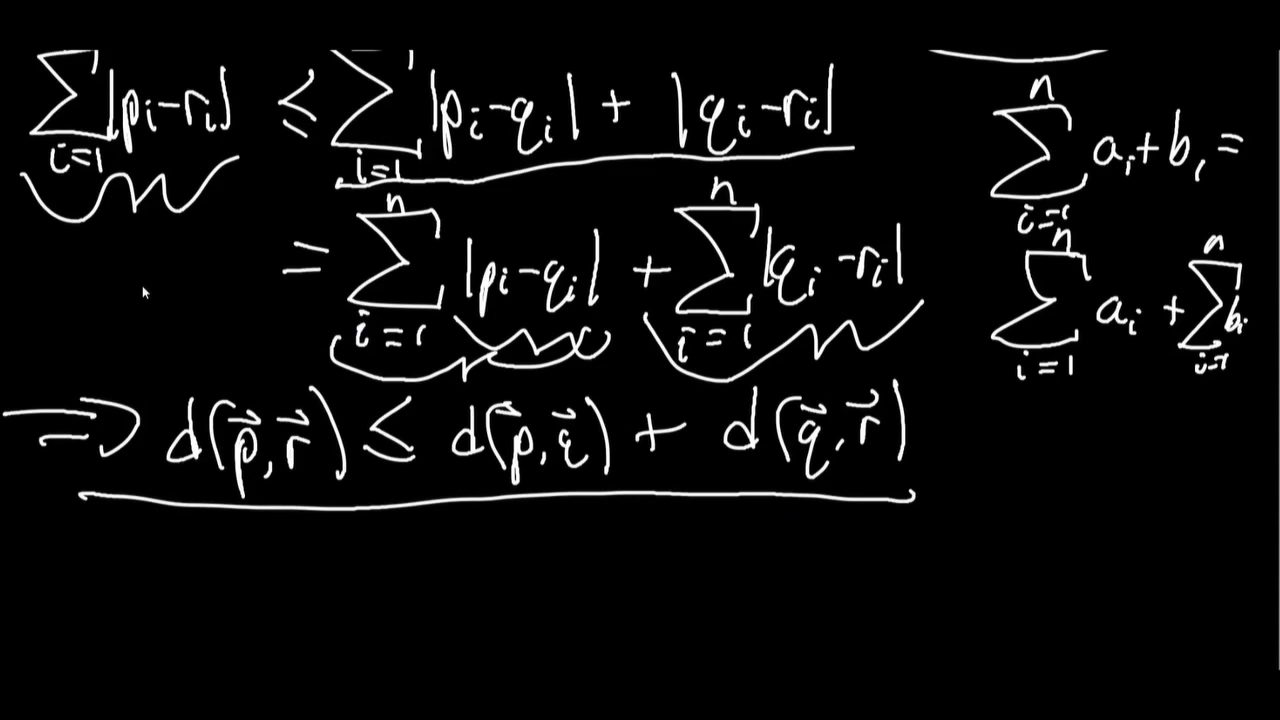 ∑_{i=1} |p_i - r_i| ≤ ∑_{i=1} |p_i - q_i| + |q_i - r_i|
= ∑_{i=1}^{n} |p_i - q_i| + ∑_{i=1}^{n} |q_i - r_i|
⇒ d(p⃗, r⃗) ≤ d(p⃗, q⃗) + d(q⃗, r⃗)
∑_{i=1}^{n} a_i + b_i =
∑_{i=1}^{n} a_i + ∑_{i=1}^{n} b_i